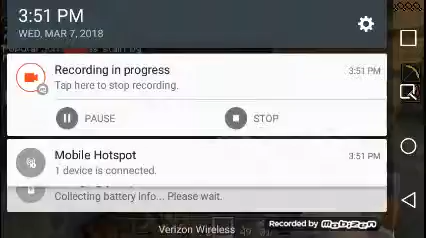 3:51 PM
WED, MAR 7, 2018
Recording in progress
3:51 PM
Tap here to stop recording.
PAUSE
STOP
Mobile Hotspot
3:51 PM
1 device is connected.
Collecting battery info... Please wait.
Verizon Wireless
Recorded by Mobizen